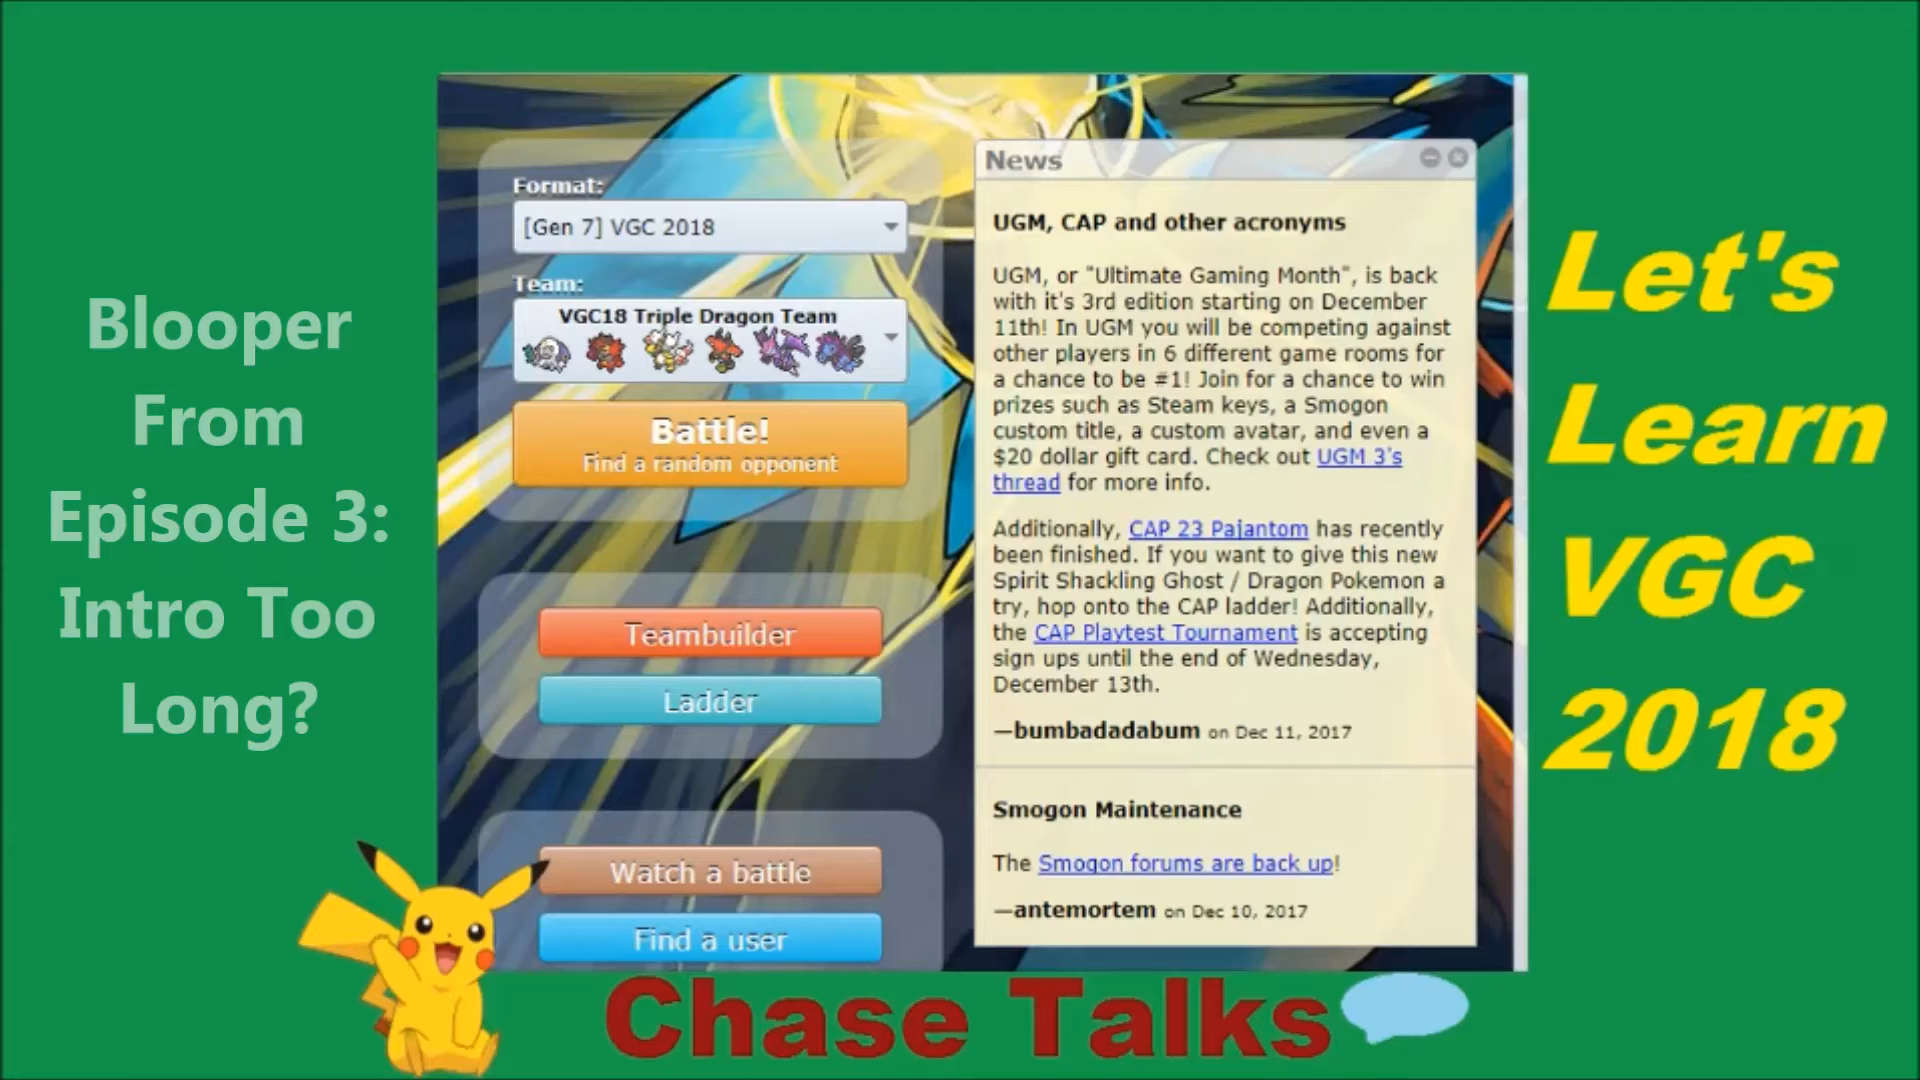 Blooper
From
Episode 3:
Intro Too
Long?
Format:
[Gen 7] VGC 2018
Team:
VGC18 Triple Dragon Team
Battle!
Find a random opponent
Teambuilder
Ladder
Watch a battle
Find a user
News
UGM, CAP and other acronyms
UGM, or "Ultimate Gaming Month", is back
with it's 3rd edition starting on December
11th! In UGM you will be competing against
other players in 6 different game rooms for
a chance to be #1! Join for a chance to win
prizes such as Steam keys, a Smogon
custom title, a custom avatar, and even a
$20 dollar gift card. Check out UGM 3's
thread for more info.
Additionally, CAP 23 Pajantom has recently
been finished. If you want to give this new
Spirit Shackling Ghost / Dragon Pokemon a
try, hop onto the CAP ladder! Additionally,
the CAP Playtest Tournament is accepting
sign ups until the end of Wednesday,
December 13th.
—bumbadadabum on Dec 11, 2017
Smogon Maintenance
The Smogon forums are back up!
—antemortem on Dec 10, 2017
Let's
Learn
VGC
2018
Chase Talks